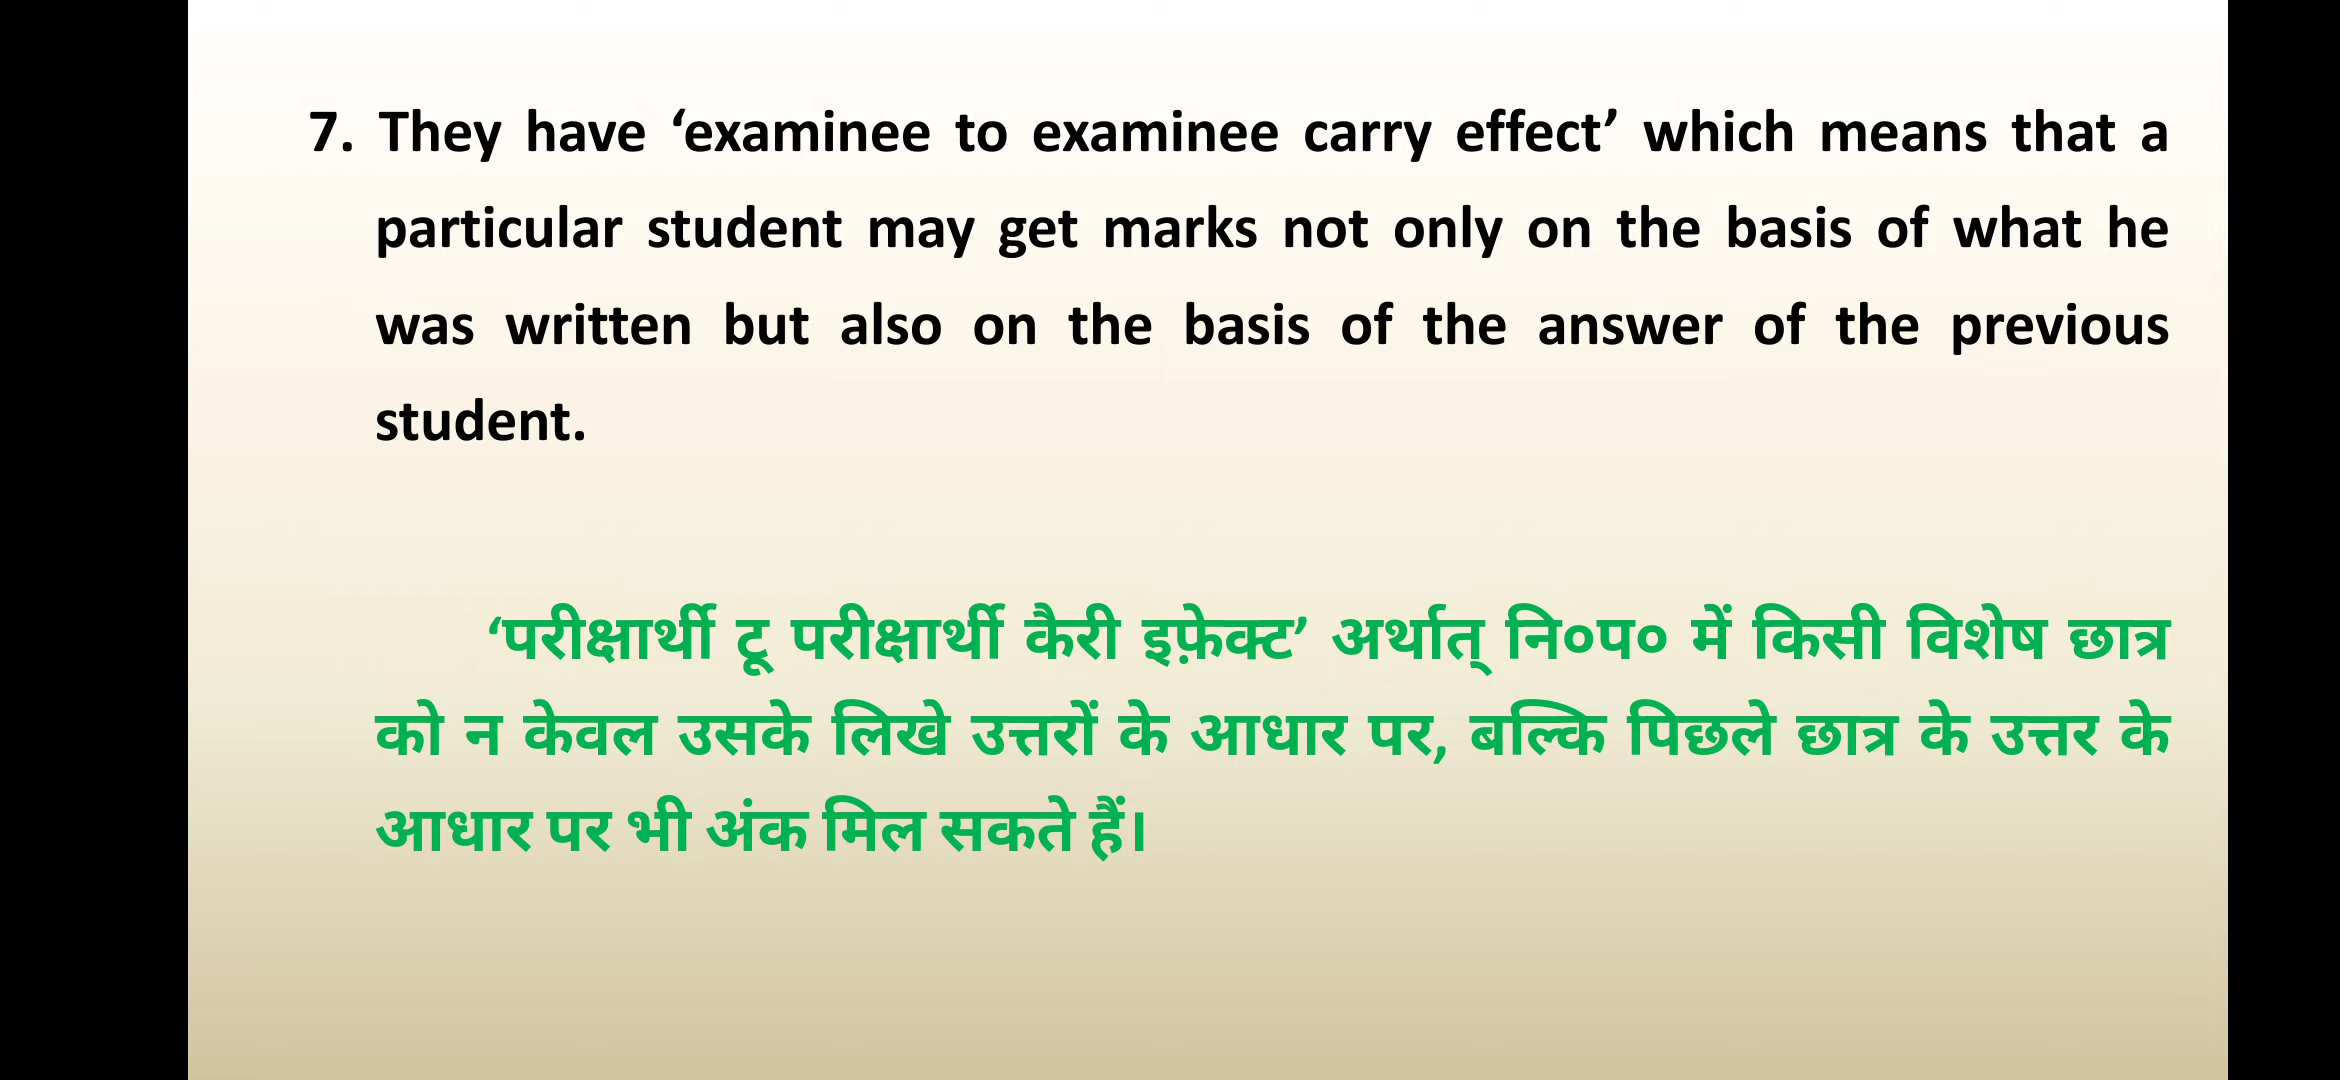 7. They have ‘examinee to examinee carry effect’ which means that a
particular student may get marks not only on the basis of what he
was written but also on the basis of the answer of the previous
student.
‘परीक्षार्थी टू परीक्षार्थी कैरी इफ़ेक्ट’ अर्थात् नि०प० में किसी विशेष छात्र
को न केवल उसके लिखे उत्तरों के आधार पर, बल्कि पिछले छात्र के उत्तर के
आधार पर भी अंक मिल सकते हैं।